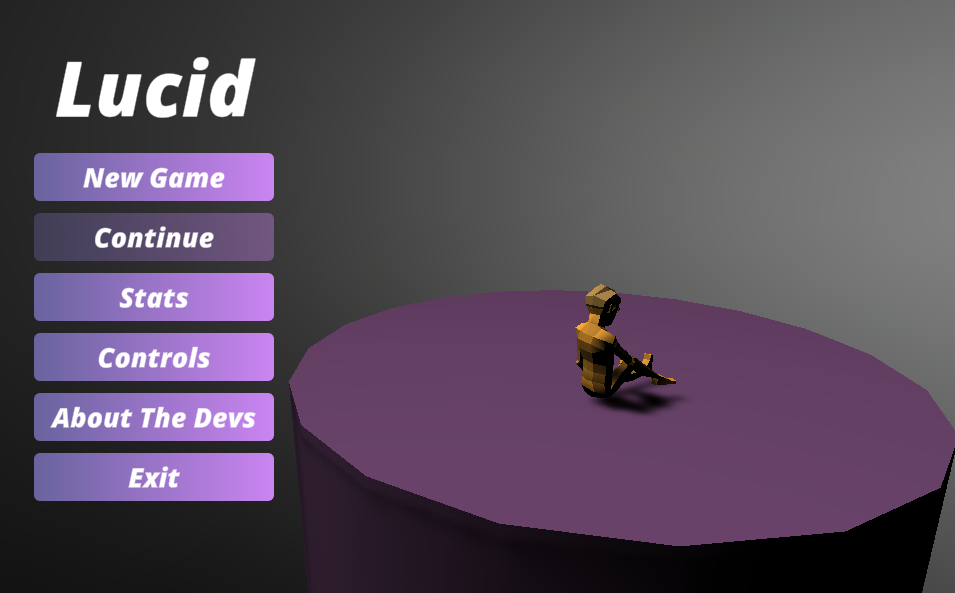 Lucid
New Game
Continue
Stats
Controls
About The Devs
Exit